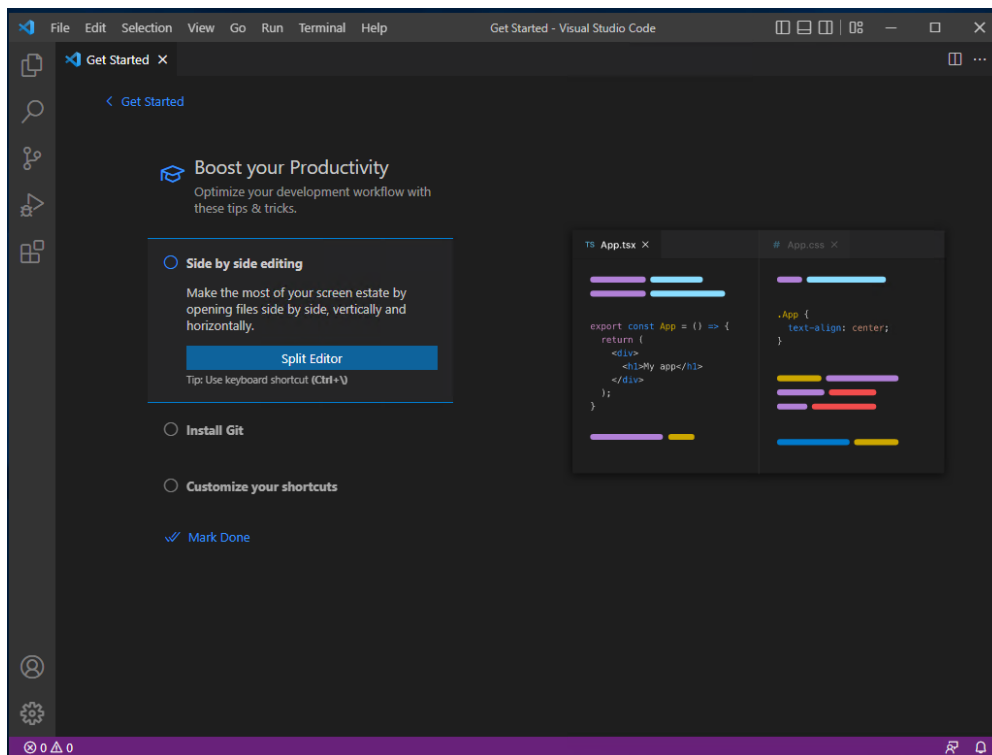 File Edit Selection View Go Run Terminal Help
Get Started - Visual Studio Code
Get Started
Get Started
Boost your Productivity
Optimize your development workflow with
these tips & tricks.
Side by side editing
Make the most of your screen estate by
opening files side by side, vertically and
horizontally.
Split Editor
Tip: Use keyboard shortcut (Ctrl+\)
Install Git
Customize your shortcuts
Mark Done
TS App.tsx
export const App = () => {
return (
<div>
<h1>My app</h1>
</div>
);
}
# App.css
.App {
text-align: center;
}
0 0